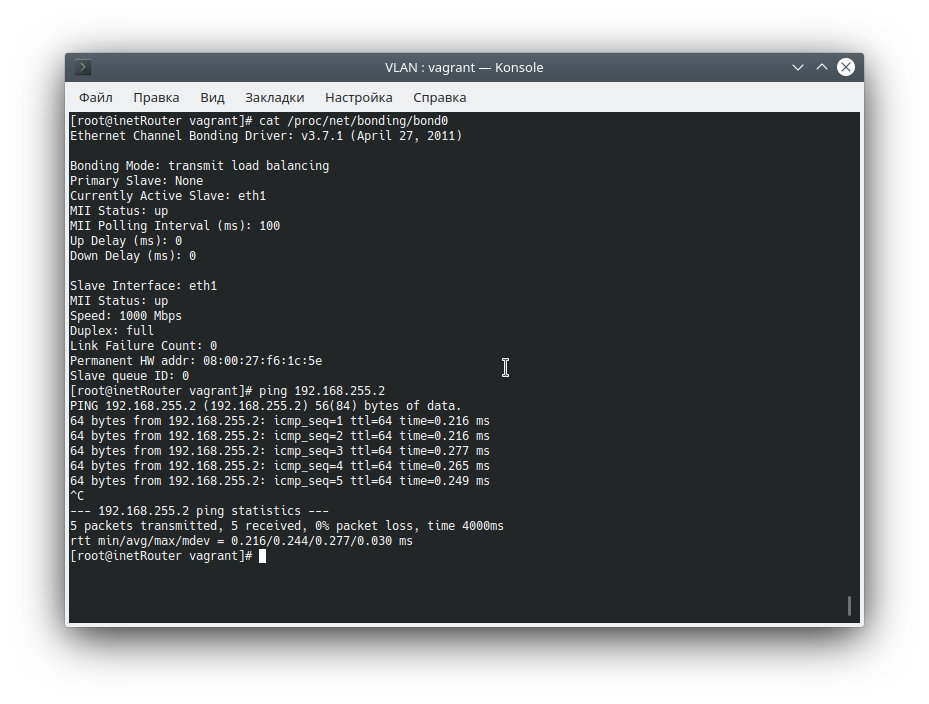 VLAN : vagrant — Konsole
Файл Правка Вид Закладки Настройка Справка
[root@inetRouter vagrant]# cat /proc/net/bonding/bond0
Ethernet Channel Bonding Driver: v3.7.1 (April 27, 2011)
Bonding Mode: transmit load balancing
Primary Slave: None
Currently Active Slave: eth1
MII Status: up
MII Polling Interval (ms): 100
Up Delay (ms): 0
Down Delay (ms): 0
Slave Interface: eth1
MII Status: up
Speed: 1000 Mbps
Duplex: full
Link Failure Count: 0
Permanent HW addr: 08:00:27:f6:1c:5e
Slave queue ID: 0
[root@inetRouter vagrant]# ping 192.168.255.2
PING 192.168.255.2 (192.168.255.2) 56(84) bytes of data.
64 bytes from 192.168.255.2: icmp_seq=1 ttl=64 time=0.216 ms
64 bytes from 192.168.255.2: icmp_seq=2 ttl=64 time=0.216 ms
64 bytes from 192.168.255.2: icmp_seq=3 ttl=64 time=0.277 ms
64 bytes from 192.168.255.2: icmp_seq=4 ttl=64 time=0.265 ms
64 bytes from 192.168.255.2: icmp_seq=5 ttl=64 time=0.249 ms
^C
--- 192.168.255.2 ping statistics ---
5 packets transmitted, 5 received, 0% packet loss, time 4000ms
rtt min/avg/max/mdev = 0.216/0.244/0.277/0.030 ms
[root@inetRouter vagrant]#